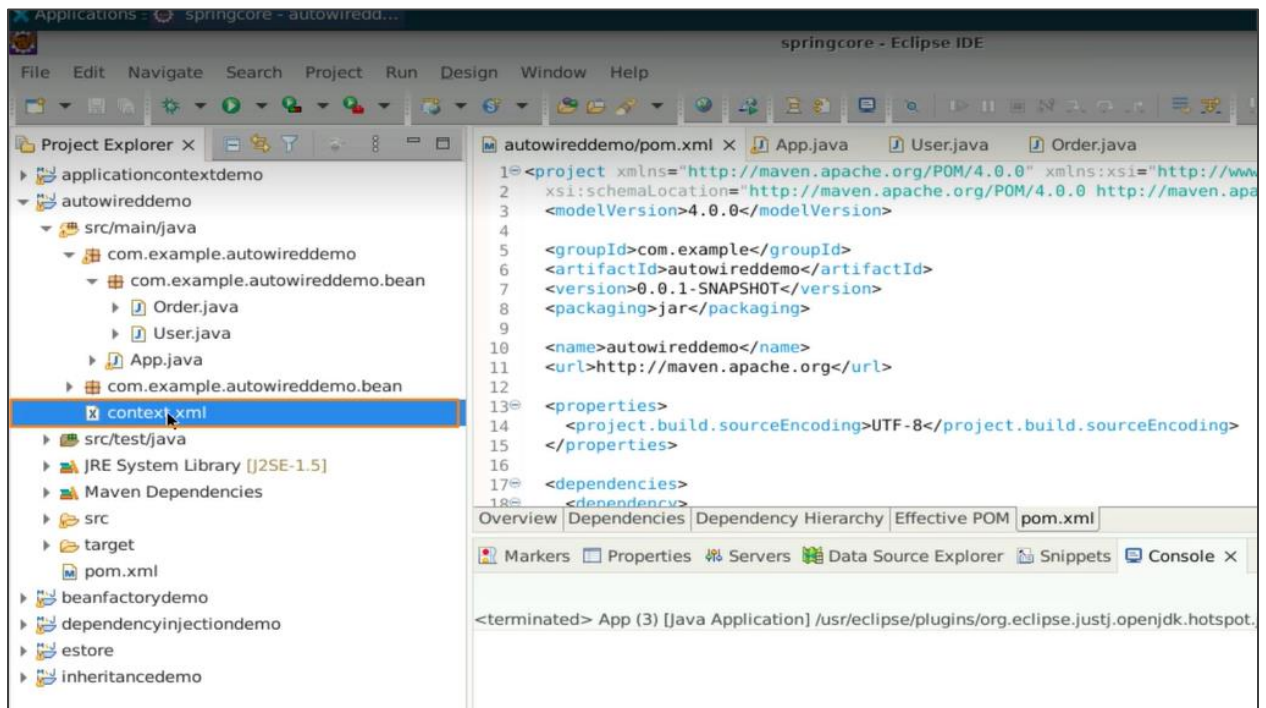 Applications : springcore - autowiredd...
springcore - Eclipse IDE
File Edit Navigate Search Project Run Design Window Help
Project Explorer
applicationcontextdemo
autowireddemo
src/main/java
com.example.autowireddemo
com.example.autowireddemo.bean
Order.java
User.java
App.java
com.example.autowireddemo.bean
context.xml
src/test/java
JRE System Library [J2SE-1.5]
Maven Dependencies
src
target
pom.xml
beanfactorydemo
dependencyinjectiondemo
estore
inheritancedemo
autowireddemo/pom.xml App.java User.java Order.java
1 <project xmlns="http://maven.apache.org/POM/4.0.0" xmlns:xsi="http://www
2 xsi:schemaLocation="http://maven.apache.org/POM/4.0.0 http://maven.apa
3 <modelVersion>4.0.0</modelVersion>
4
5 <groupId>com.example</groupId>
6 <artifactId>autowireddemo</artifactId>
7 <version>0.0.1-SNAPSHOT</version>
8 <packaging>jar</packaging>
9
10 <name>autowireddemo</name>
11 <url>http://maven.apache.org</url>
12
13 <properties>
14 <project.build.sourceEncoding>UTF-8</project.build.sourceEncoding>
15 </properties>
16
17 <dependencies>
18 <dependency>
Overview Dependencies Dependency Hierarchy Effective POM pom.xml
Markers Properties Servers Data Source Explorer Snippets Console
<terminated> App (3) [Java Application] /usr/eclipse/plugins/org.eclipse.justj.openjdk.hotspot.